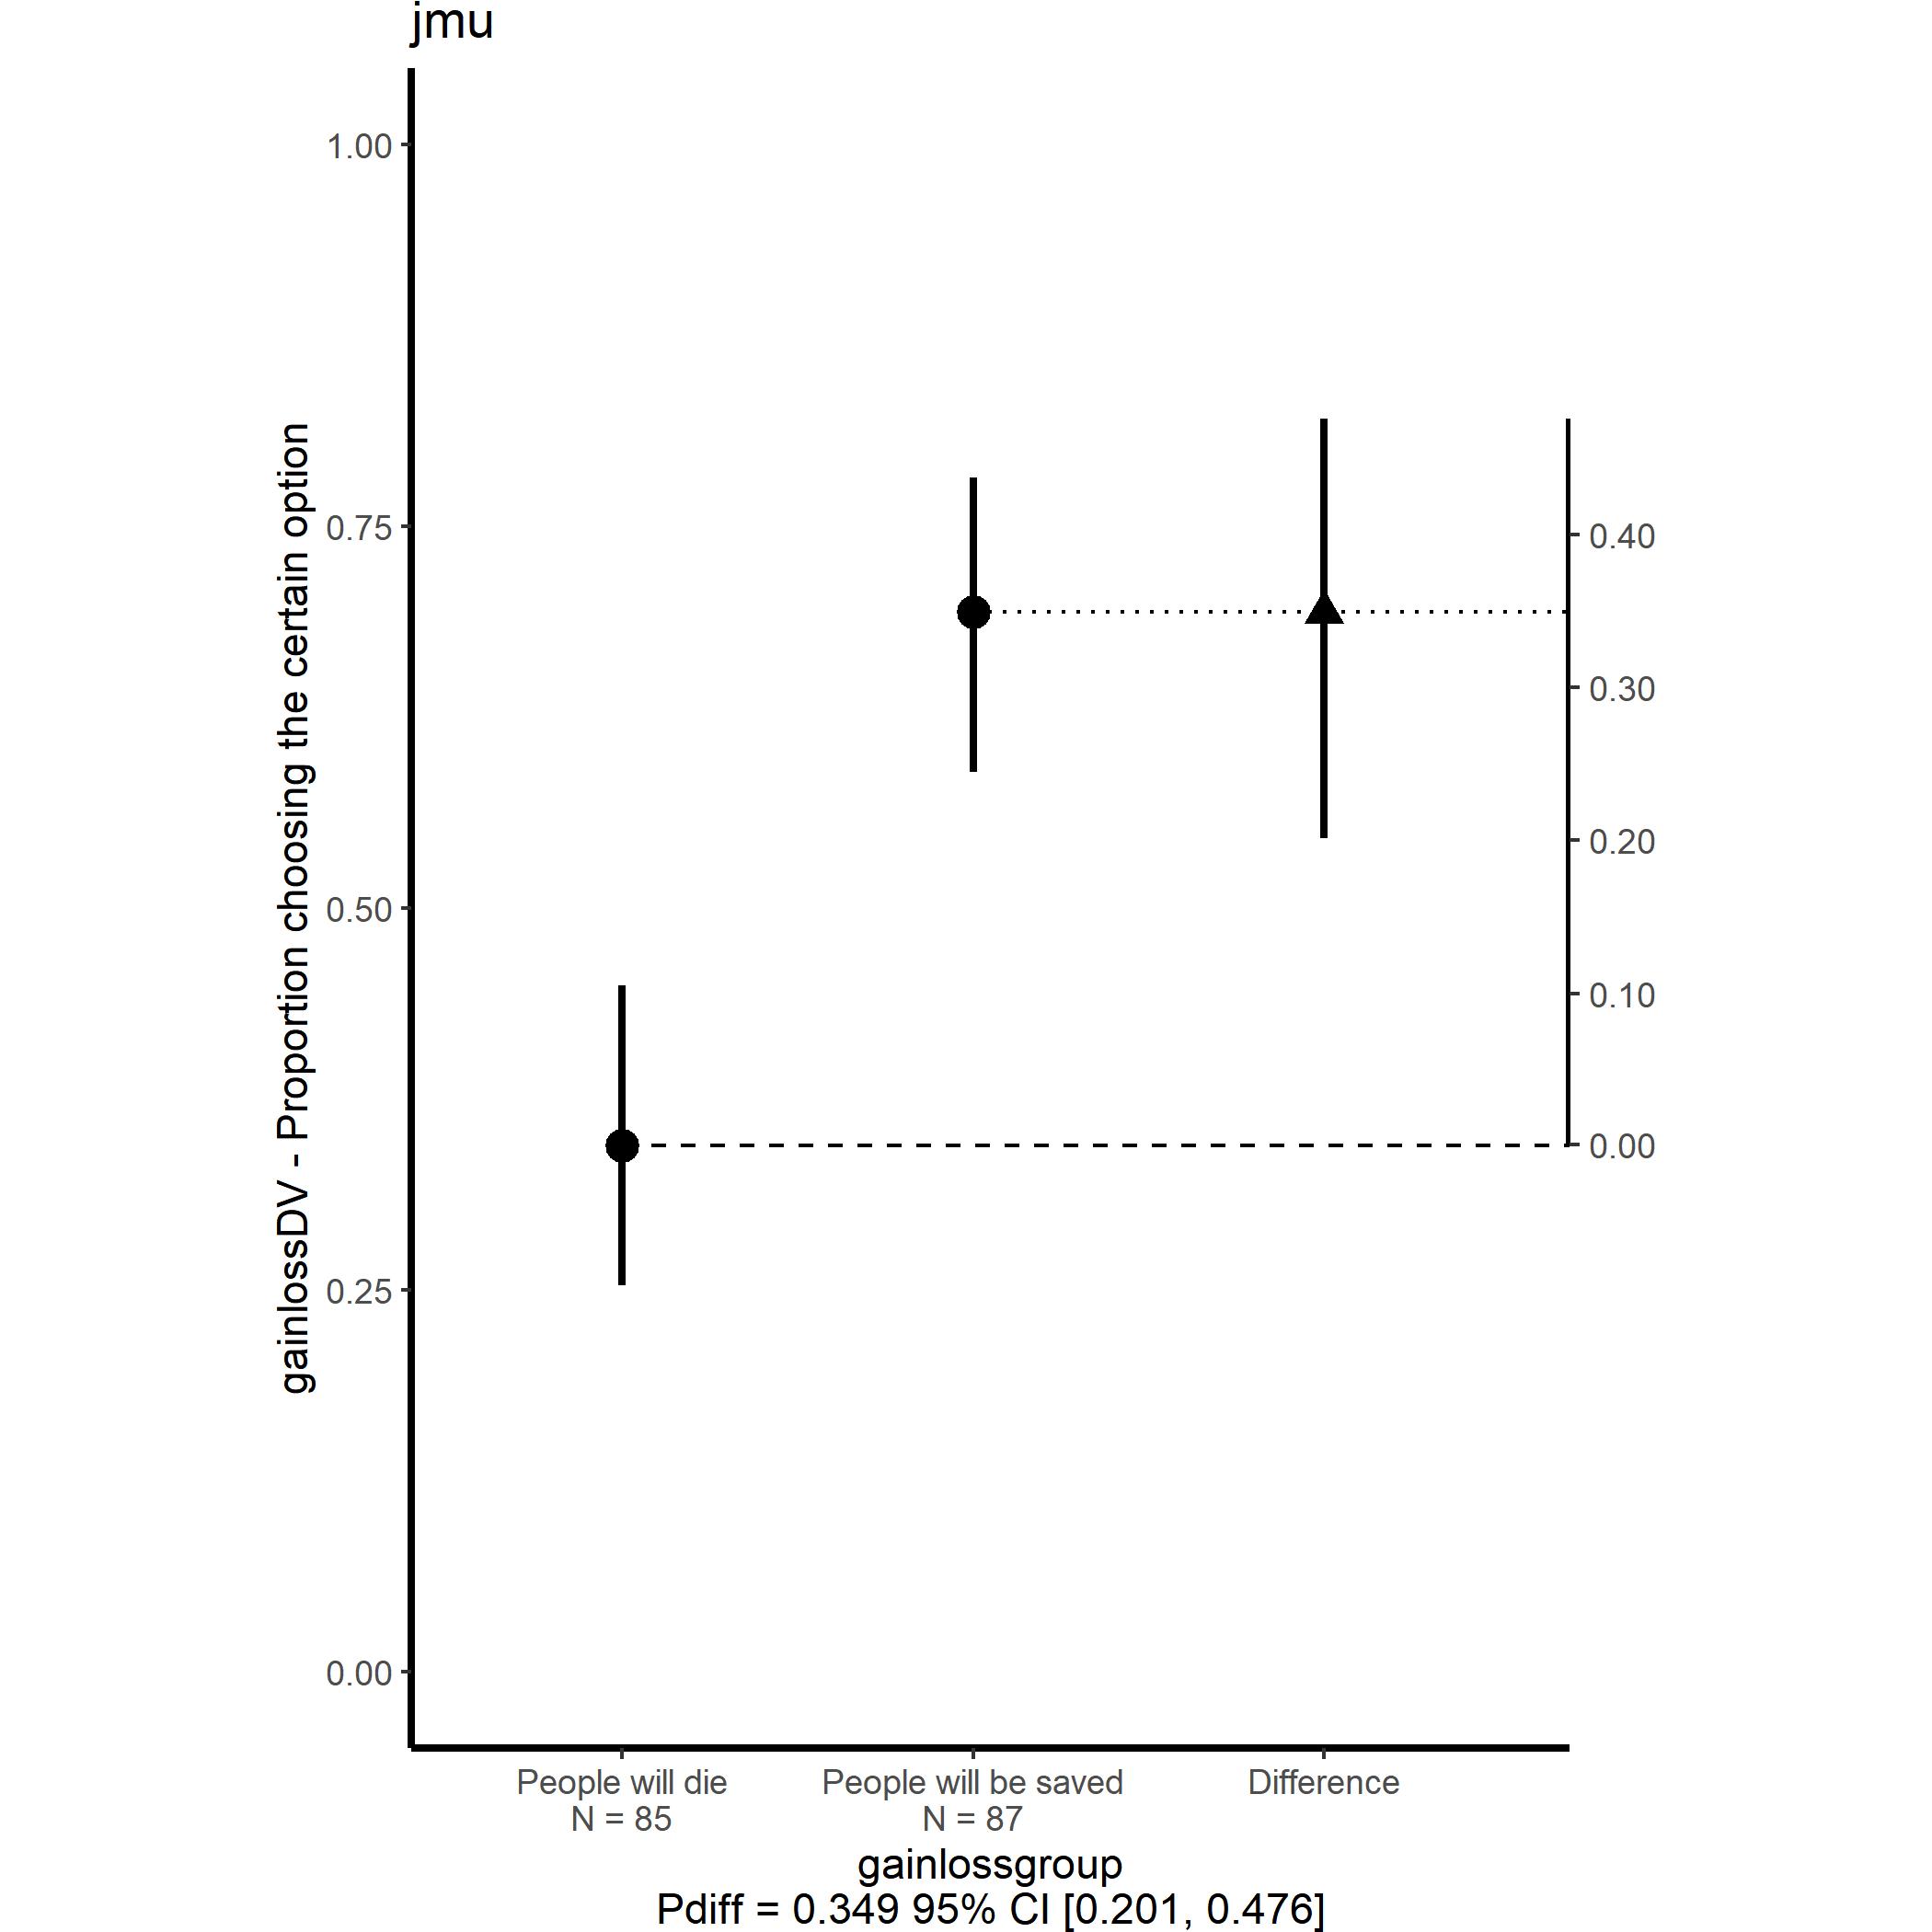 jmu
gainlossDV - Proportion choosing the certain option
1.00
0.75
0.50
0.25
0.00
0.40
0.30
0.20
0.10
0.00
People will die
N = 85
People will be saved
N = 87
Difference
gainlossgroup
Pdiff = 0.349 95% CI [0.201, 0.476]